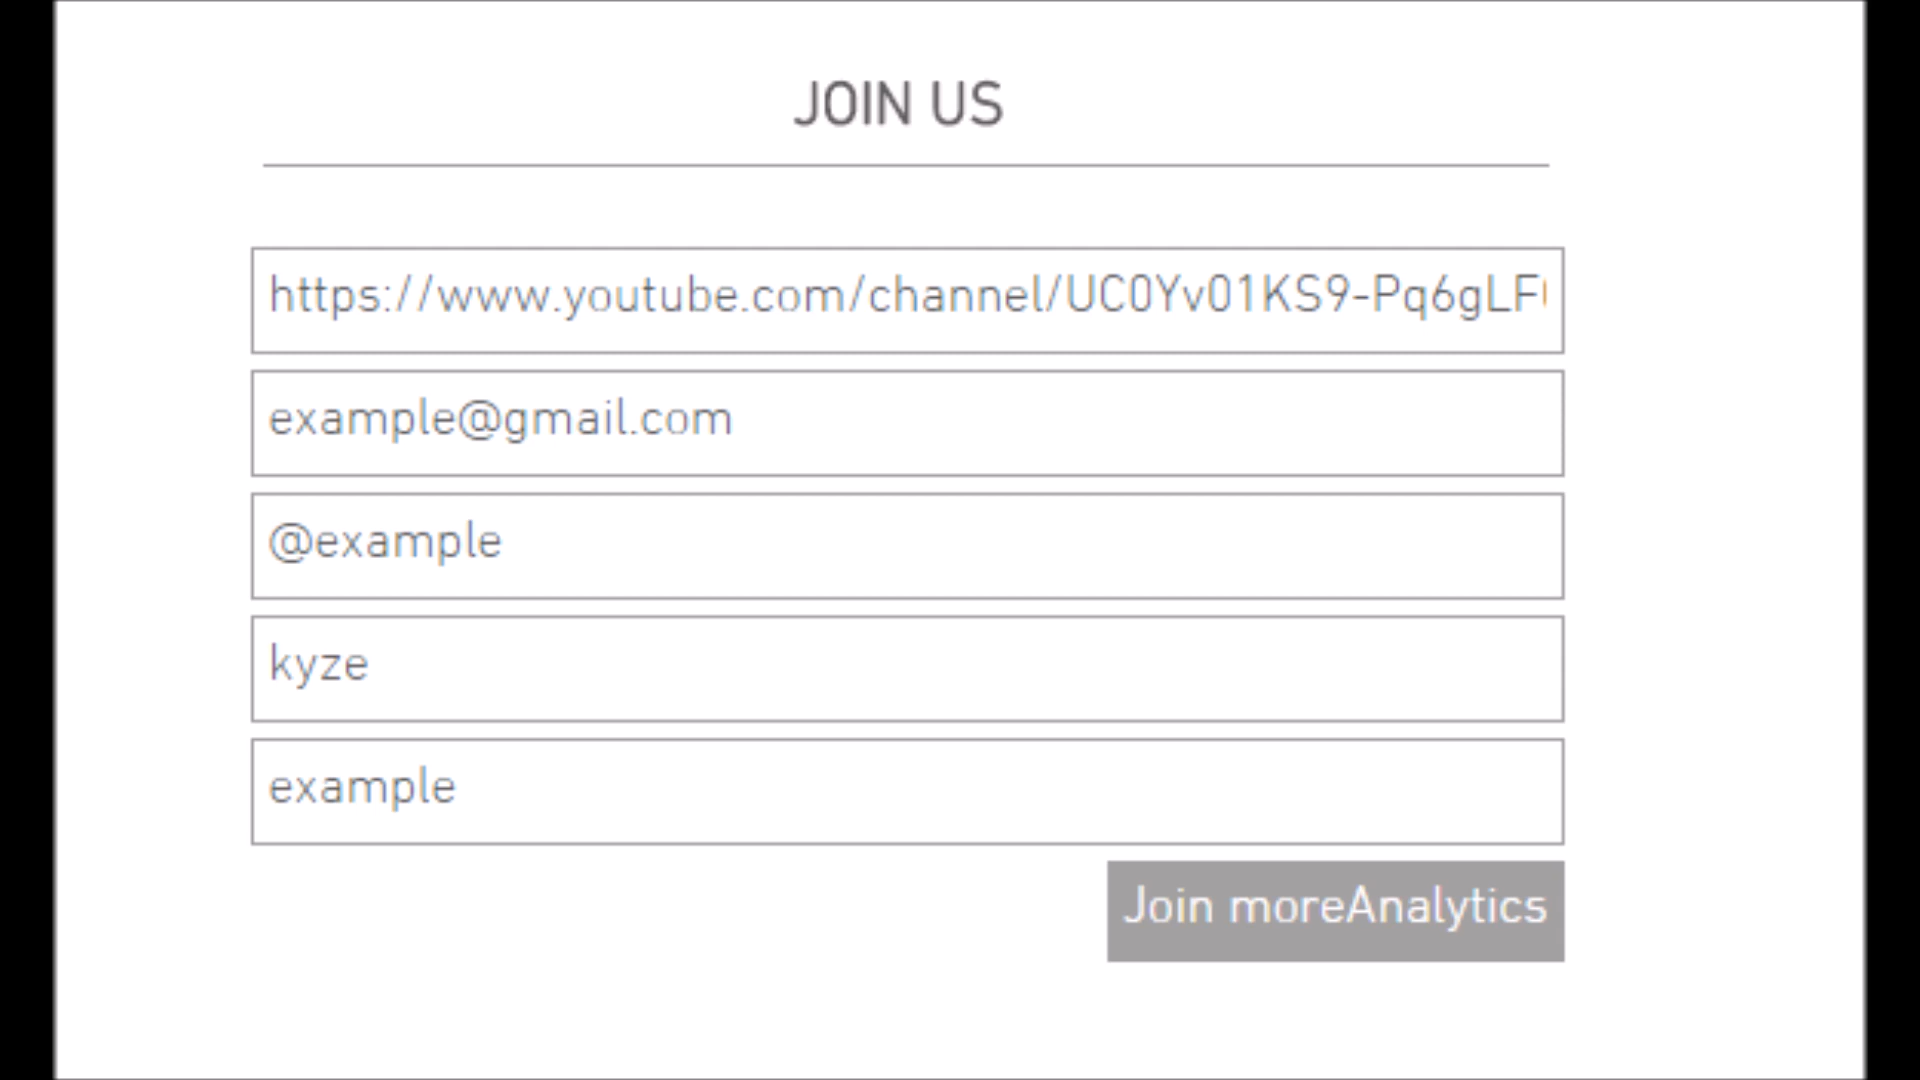 JOIN US
https://www.youtube.com/channel/UC0Yv01KS9-Pq6gLF
example@gmail.com
@example
kyze
example
Join moreAnalytics